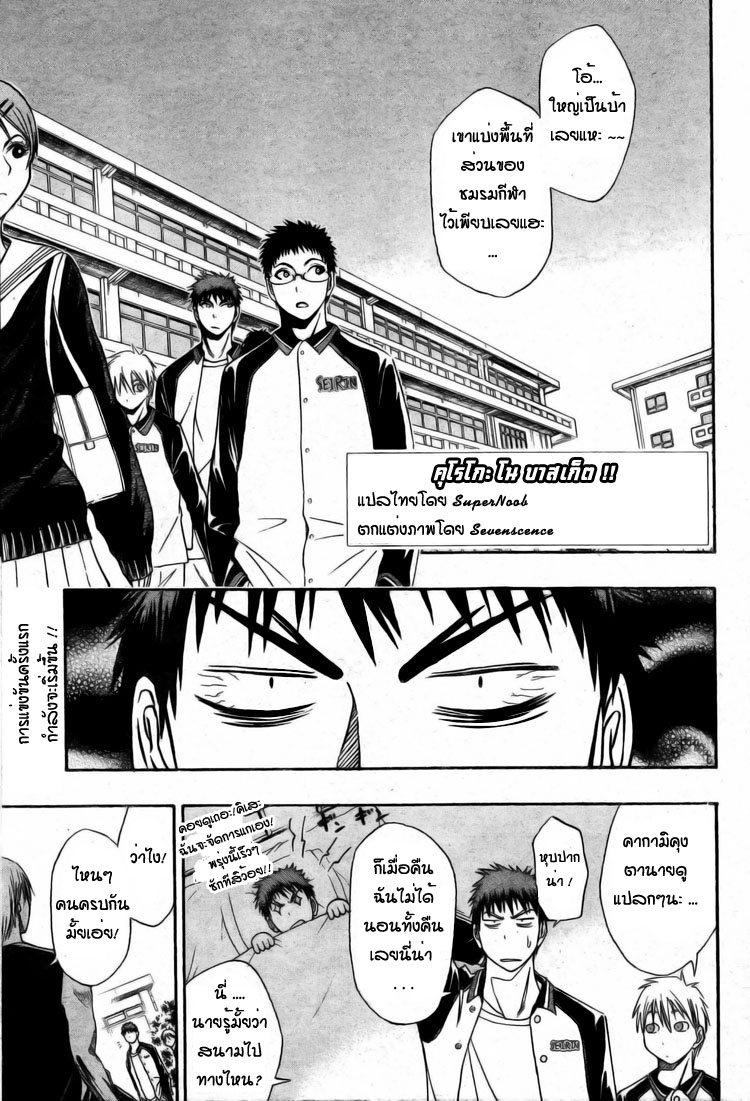 โอ้...
ใหญ่เป็นบ้า
เลยแหะ ~~
เขาแบ่งพื้นที่
ส่วนของ
ชมรมกีฬา
ไว้เพียบเลยแฮะ
...
SEIRIN
SEIRIN
คุโรโกะ โนะ บาสเก็ต !!
แปลไทยโดย SuperNoob
ตกแต่งภาพโดย Sevenscence
การแข่งขันครั้งแรก
กำลังจะเริ่มขึ้น !!
คากามิคุง
ตานายดู
แปลกๆนะ ...
หุบปาก
น่า !
ก็เมื่อคืน
ฉันไม่ได้
นอนทั้งคืน
เลยนี่น่า
...
SEIRIN
คอยดูเถอะ!คิเสะ
ฉันจะจัดการแกเอง!
พรุ่งนี้เร็วๆ
ซักทีสิว้อย!!
นี่ ....
นายรู้มั้ยว่า
สนามไป
ทางไหน?
ว่าไง!
ไหนๆ
คนครบกัน
มั้ยเอ่ย!